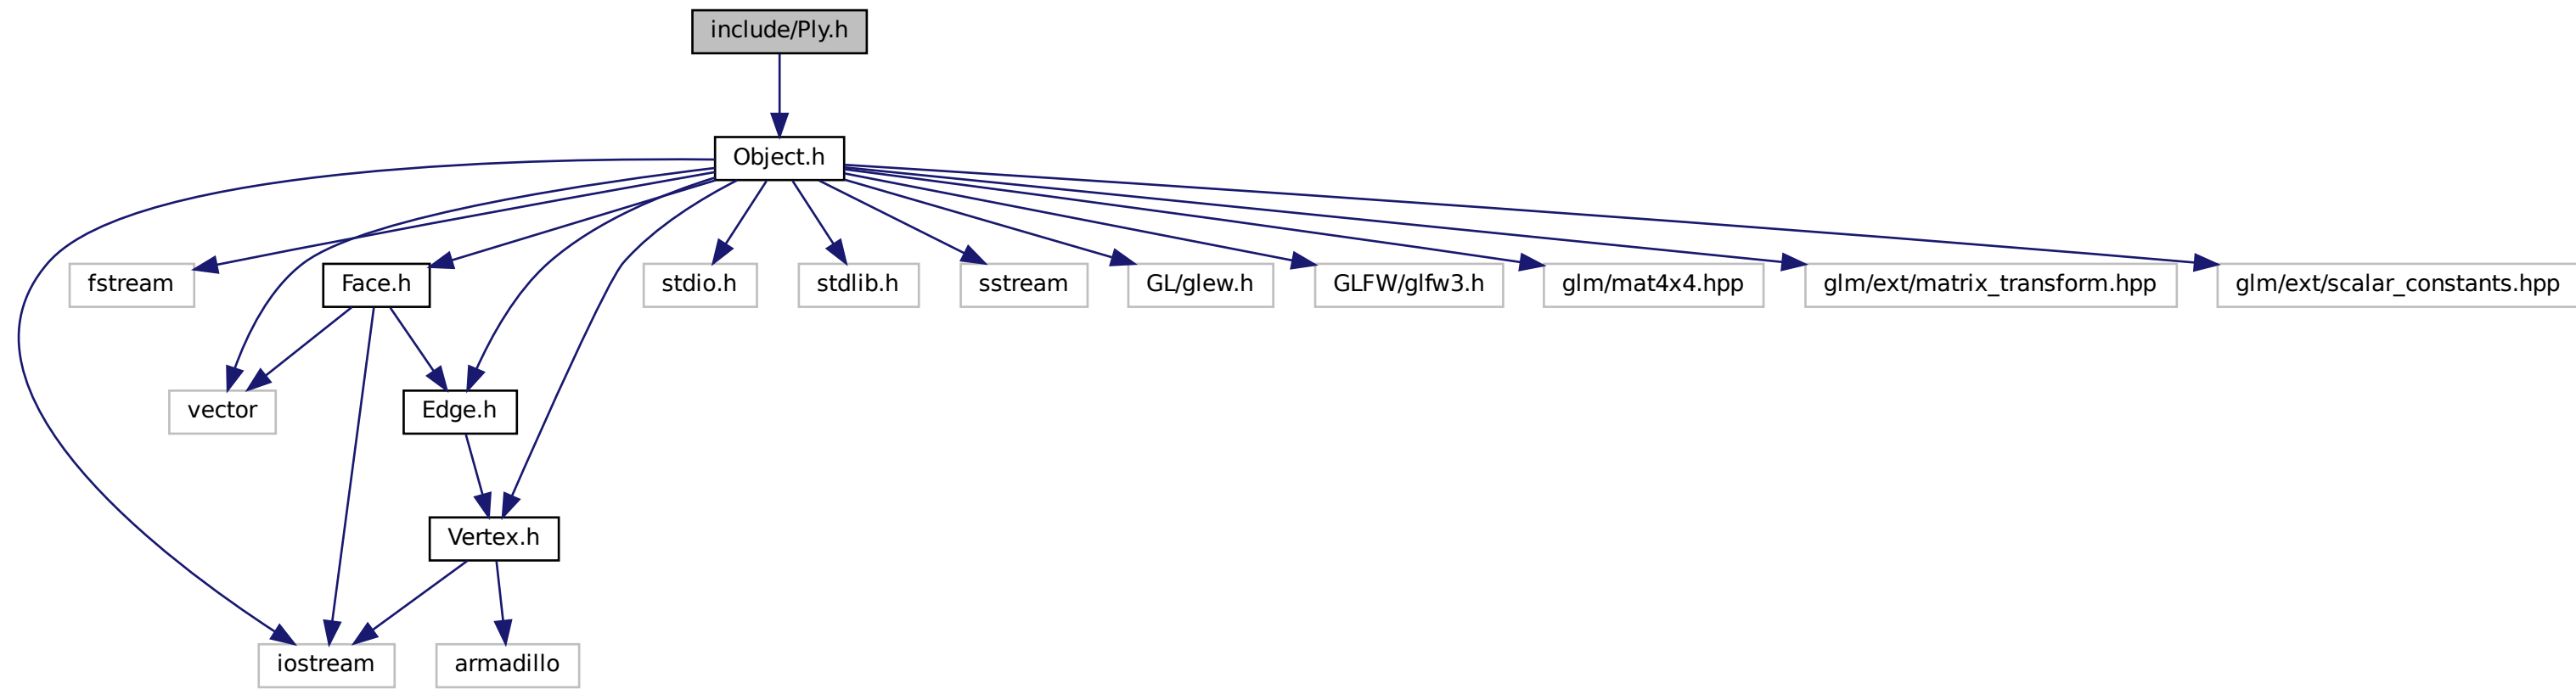 include/Ply.h
Object.h
fstream
Face.h
stdio.h
stdlib.h
sstream
GL/glew.h
GLFW/glfw3.h
glm/mat4x4.hpp
glm/ext/matrix_transform.hpp
glm/ext/scalar_constants.hpp
vector
Edge.h
Vertex.h
iostream
armadillo